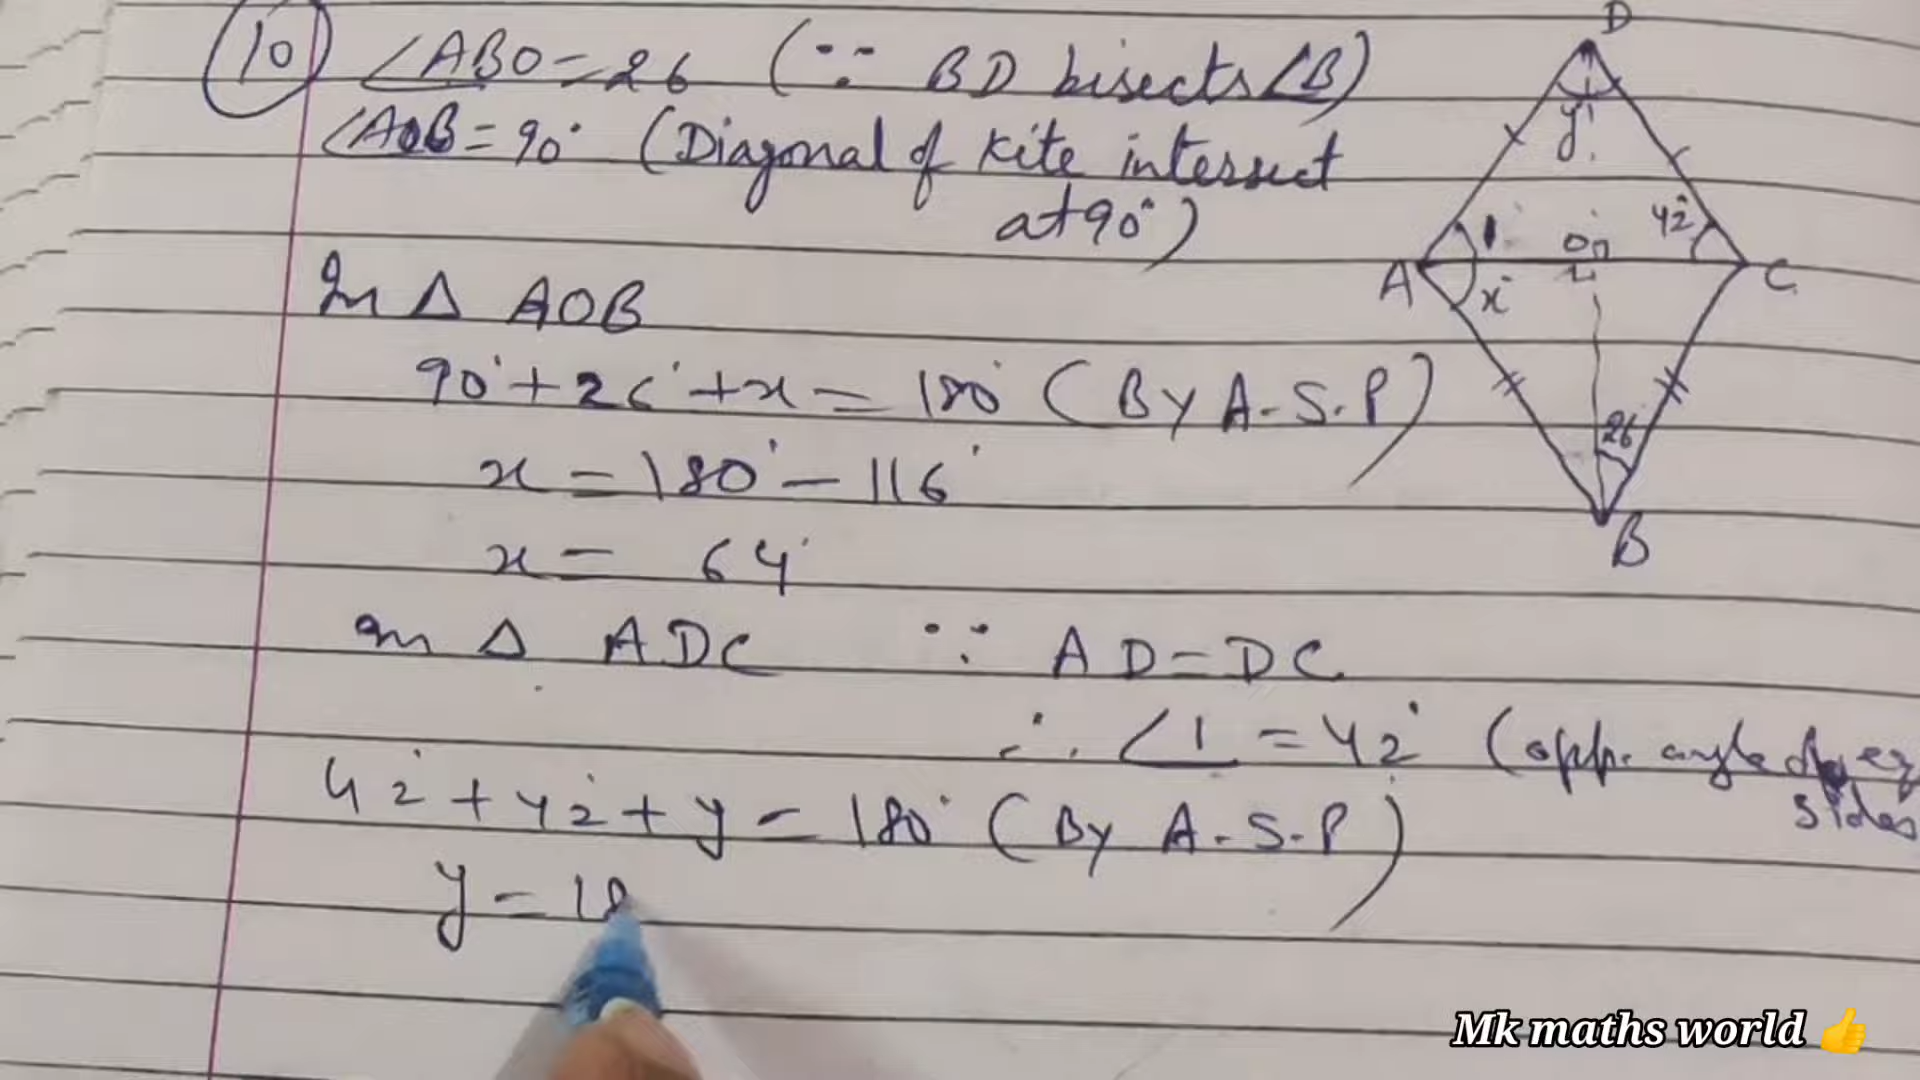 10 ∠ABO = 26 (∵ BD bisects ∠B)
∠AOB = 90° (Diagonal of kite intersect
at 90°)
In △ AOB
90° + 26° + x = 180° (By A.S.P)
x = 180° - 116°
x = 64°
In △ ADC ∵ AD = DC
∴ ∠1 = 42° (opp. angle of eq
sides
42° + 42° + y = 180° (By A.S.P)
y = 18
D
y
1
O
42°
A
x
C
26
B
Mk maths world 👍